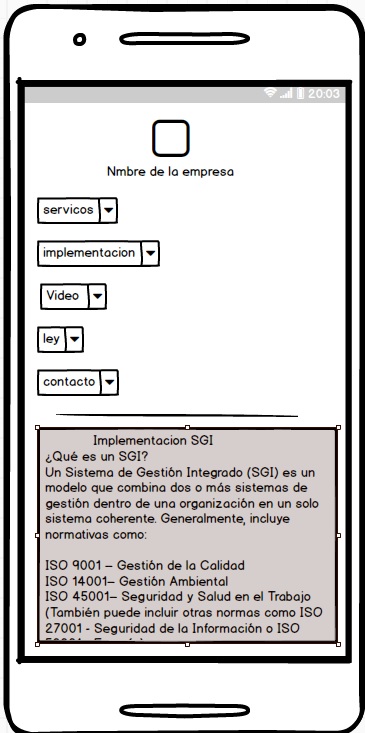 20:03
Nmbre de la empresa
servicos
implementacion
Video
ley
contacto
Implementacion SGI
¿Qué es un SGI?
Un Sistema de Gestión Integrado (SGI) es un
modelo que combina dos o más sistemas de
gestión dentro de una organización en un solo
sistema coherente. Generalmente, incluye
normativas como:
ISO 9001 – Gestión de la Calidad
ISO 14001– Gestión Ambiental
ISO 45001– Seguridad y Salud en el Trabajo
(También puede incluir otras normas como ISO
27001 - Seguridad de la Información o ISO